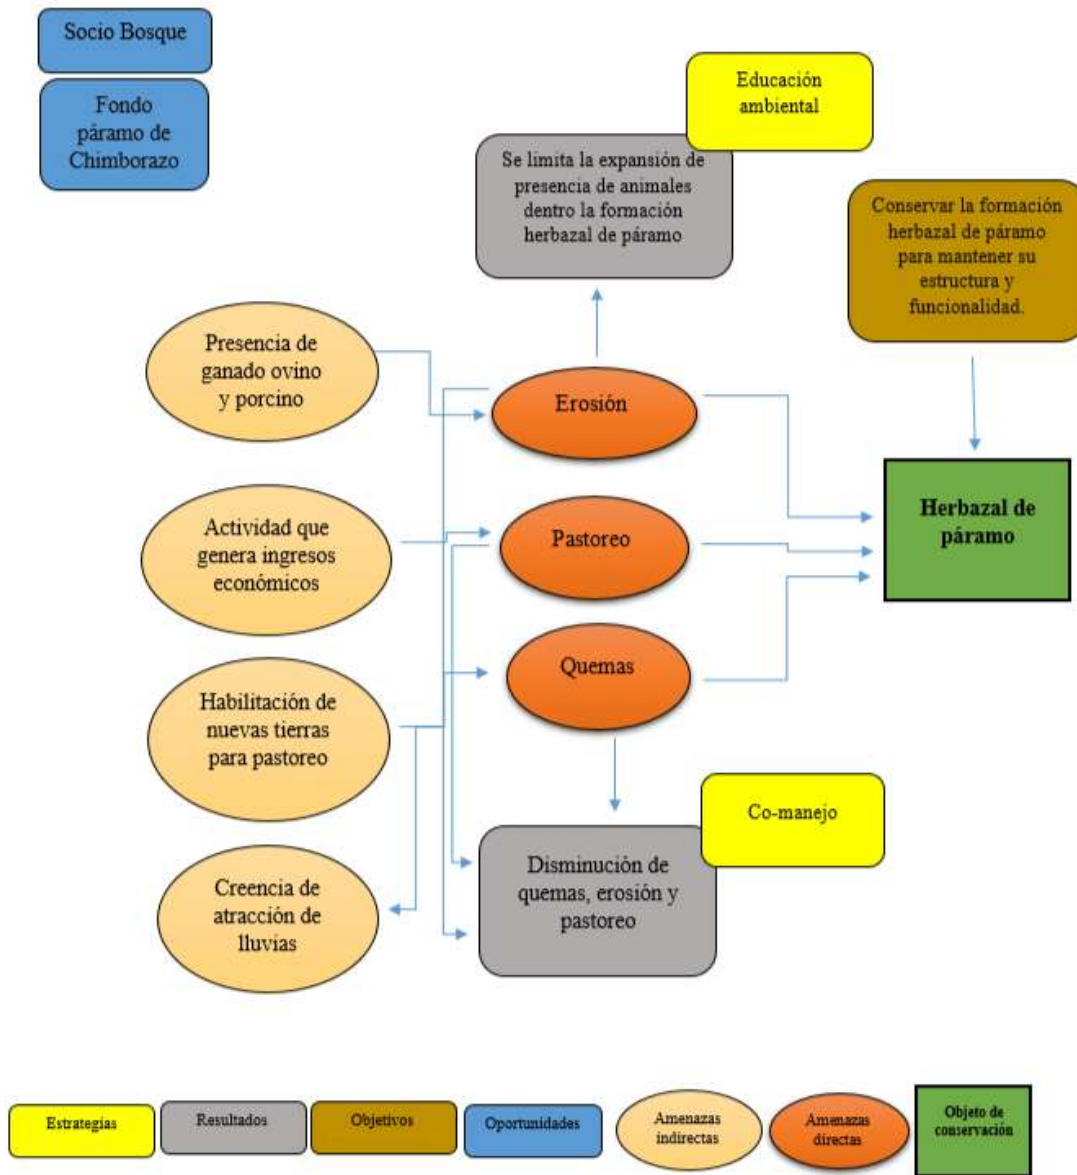 Socio Bosque
Fondo
páramo de
Chimborazo
Educación
ambiental
Se limita la expansión de
presencia de animales
dentro la formación
herbazal de páramo
Conservar la formación
herbazal de páramo
para mantener su
estructura y
funcionalidad.
Presencia de
ganado ovino
y porcino
Erosión
Herbazal de
páramo
Actividad que
genera ingresos
económicos
Pastoreo
Quemas
Habilitación de
nuevas tierras
para pastoreo
Co-manejo
Disminución de
quemas, erosión y
pastoreo
Creencia de
atracción de
lluvias
Estrategias
Resultados
Objetivos
Oportunidades
Amenazas
indirectas
Amenazas
directas
Objeto de
conservación